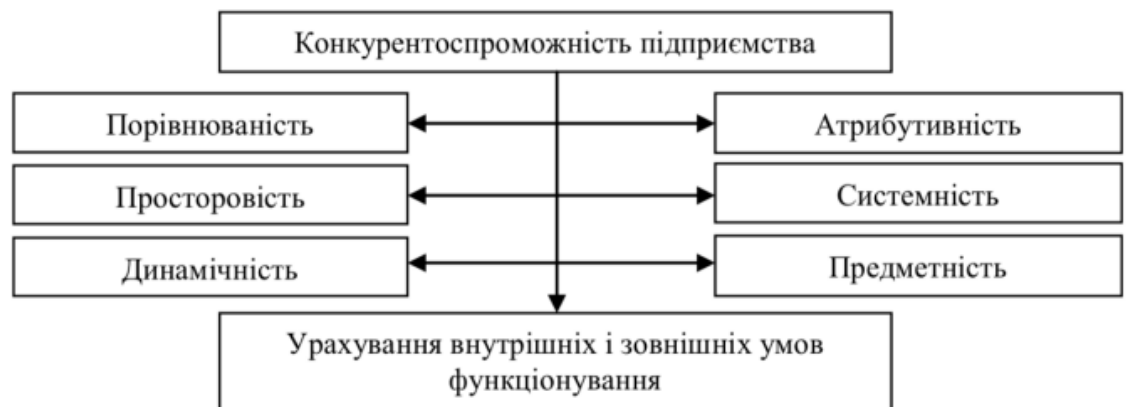 Конкурентоспроможність підприємства
Порівнюваність
Атрибутивність
Просторовість
Системність
Динамічність
Предметність
Урахування внутрішніх і зовнішніх умов
функціонування